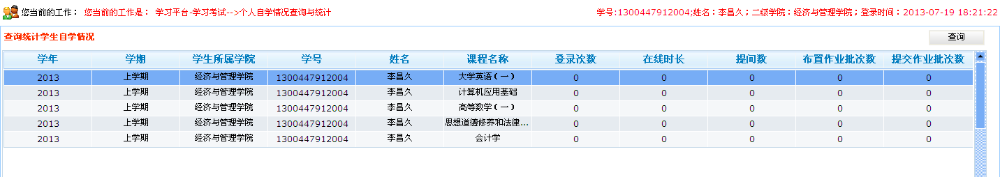 您当前的工作： 您当前的工作是： 学习平台-学习考试-->个人自学情况查询与统计 学号:1300447912004;姓名：李昌久；二级学院：经济与管理学院；登录时间：2013-07-19 18:21:22
查询统计学生自学情况 查询
学年 学期 学生所属学院 学号 姓名 课程名称 登录次数 在线时长 提问数 布置作业批次数 提交作业批次数
2013 上学期 经济与管理学院 1300447912004 李昌久 大学英语（一） 0 0 0 0 0
2013 上学期 经济与管理学院 1300447912004 李昌久 计算机应用基础 0 0 0 0 0
2013 上学期 经济与管理学院 1300447912004 李昌久 高等数学（一） 0 0 0 0 0
2013 上学期 经济与管理学院 1300447912004 李昌久 思想道德修养和法律... 0 0 0 0 0
2013 上学期 经济与管理学院 1300447912004 李昌久 会计学 0 0 0 0 0